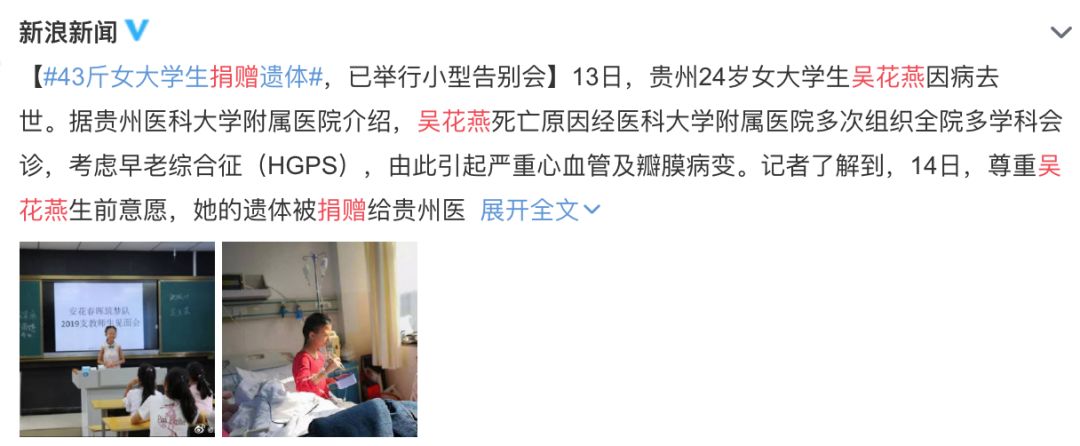 新浪新闻
【#43斤女大学生捐赠遗体#，已举行小型告别会】13日，贵州24岁女大学生吴花燕因病去
世。据贵州医科大学附属医院介绍，吴花燕死亡原因经医科大学附属医院多次组织全院多学科会
诊，考虑早老综合征（HGPS），由此引起严重心血管及瓣膜病变。记者了解到，14日，尊重吴
花燕生前意愿，她的遗体被捐赠给贵州医 展开全文
安花春晖筑梦队
2019支教师生见面会